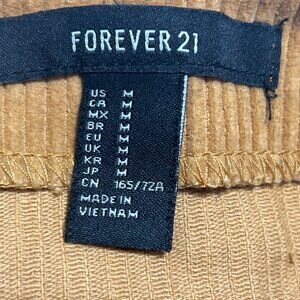 FOREVER 21
US M
CA M
MX M
BR M
EU M
UK M
KR M
JP M
CN 165/72A
MADE IN
VIETNAM